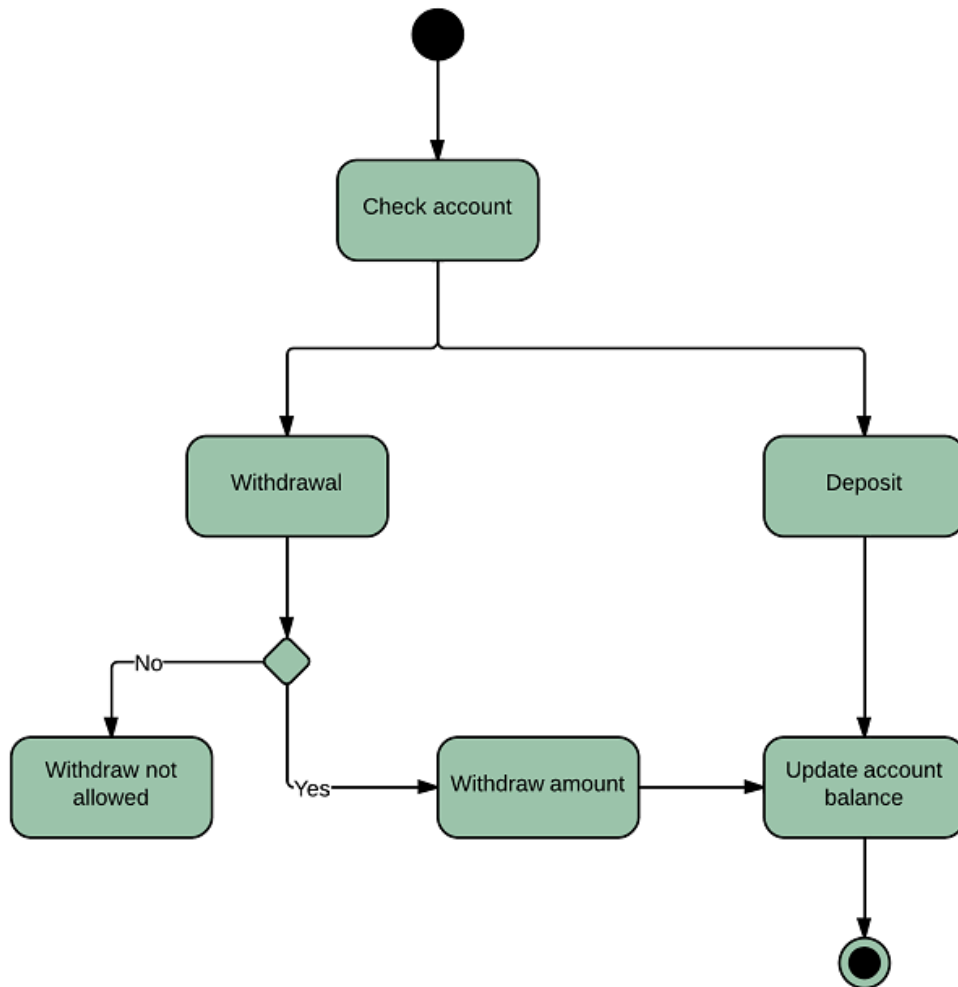 Check account
Withdrawal
Deposit
No
Withdraw not
allowed
Yes
Withdraw amount
Update account
balance